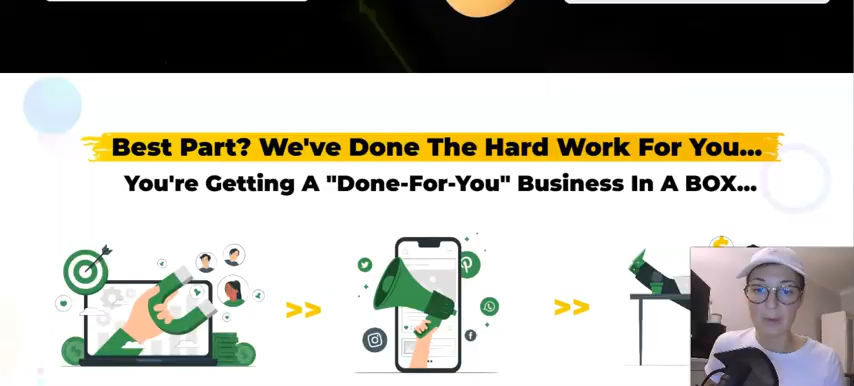 Best Part? We've Done The Hard Work For You...
You're Getting A "Done-For-You" Business In A BOX...